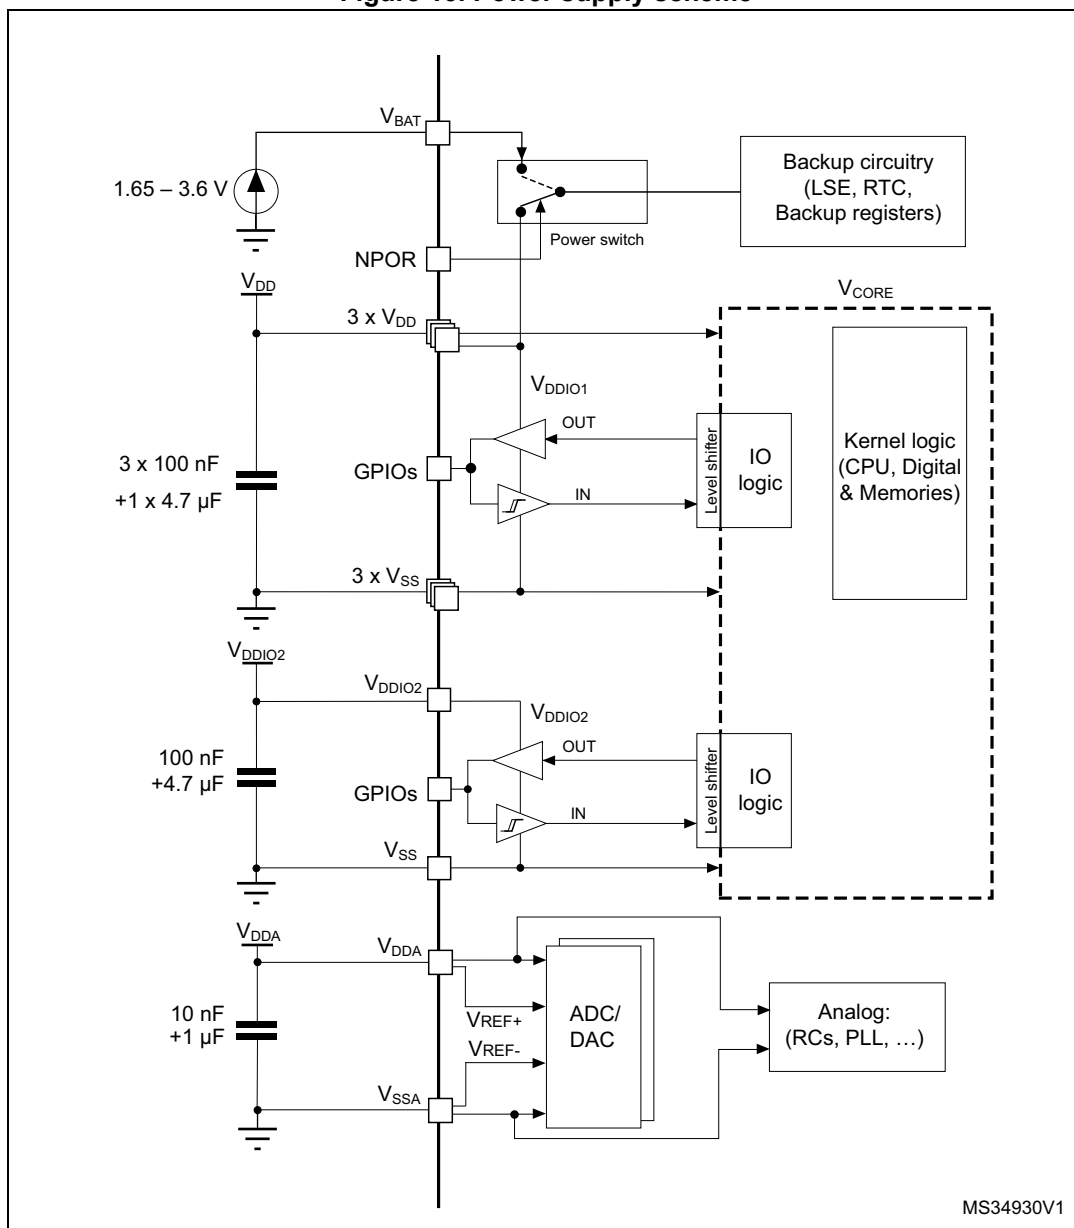 Figure 13. Power supply scheme
VBAT
1.65 – 3.6 V
Backup circuitry
(LSE, RTC,
Backup registers)
Power switch
NPOR
VDD
VCORE
3 x VDD
VDDIO1
OUT
Level shifter
IO
logic
Kernel logic
(CPU, Digital
& Memories)
3 x 100 nF
+1 x 4.7 µF
GPIOs
IN
3 x VSS
VDDIO2
VDDIO2
VDDIO2
OUT
Level shifter
IO
logic
100 nF
+4.7 µF
GPIOs
IN
VSS
VDDA
VDDA
10 nF
+1 µF
VREF+
VREF-
ADC/
DAC
Analog:
(RCs, PLL, …)
VSSA
MS34930V1